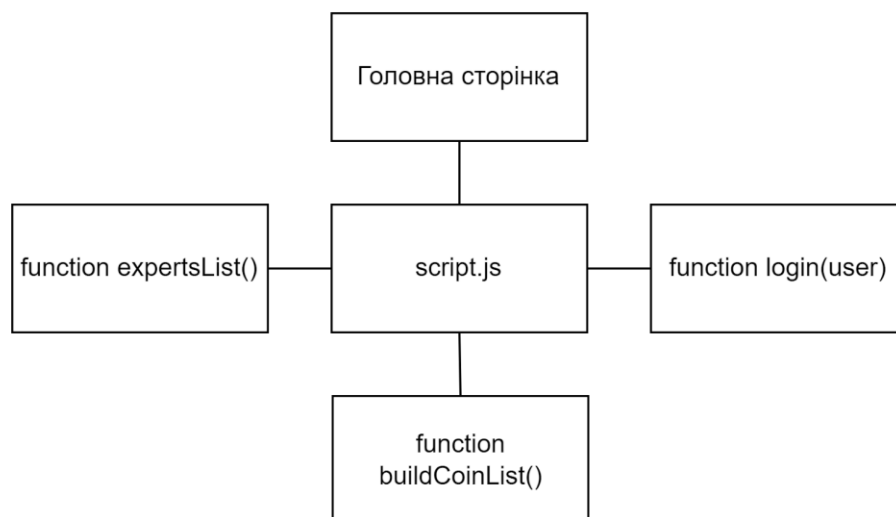 Головна сторінка
function expertsList()
script.js
function login(user)
function
buildCoinList()